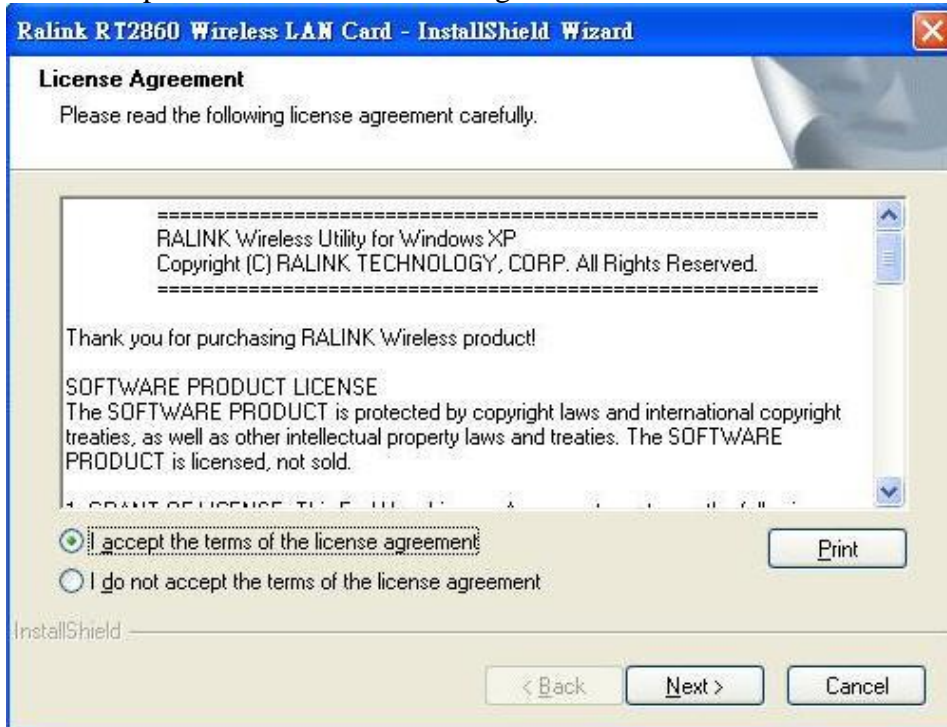 Ralink RT2860 Wireless LAN Card - InstallShield Wizard
License Agreement
Please read the following license agreement carefully.
==========================================================
RALINK Wireless Utility for Windows XP
Copyright (C) RALINK TECHNOLOGY, CORP. All Rights Reserved.
==========================================================
Thank you for purchasing RALINK Wireless product!
SOFTWARE PRODUCT LICENSE
The SOFTWARE PRODUCT is protected by copyright laws and international copyright
treaties, as well as other intellectual property laws and treaties. The SOFTWARE
PRODUCT is licensed, not sold.
I accept the terms of the license agreement
Print
I do not accept the terms of the license agreement
InstallShield
< Back
Next >
Cancel